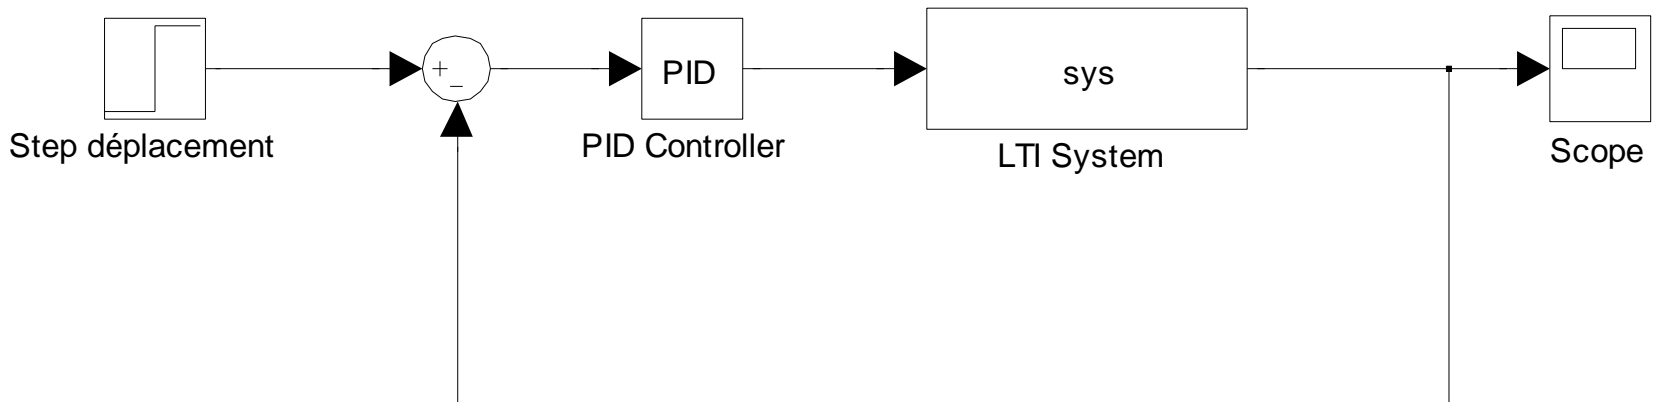 +
−
PID
sys
Step déplacement
PID Controller
LTI System
Scope